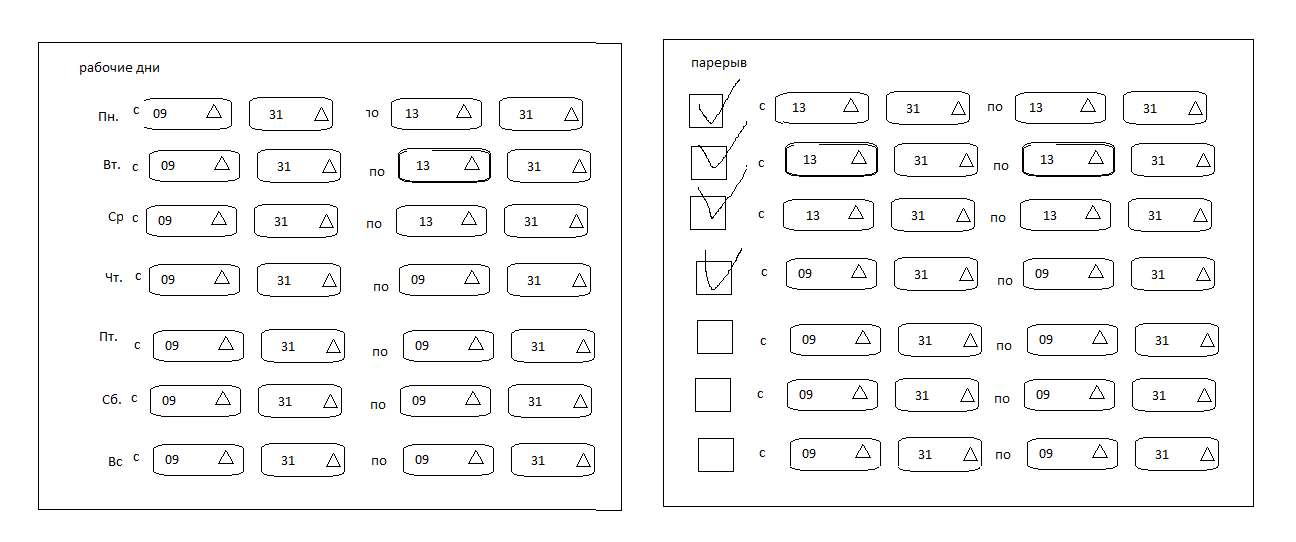 рабочие дни
Пн. с 09 31 по 13 31
Вт. с 09 31 по 13 31
Ср с 09 31 по 13 31
Чт. с 09 31 по 09 31
Пт. с 09 31 по 09 31
Сб. с 09 31 по 09 31
Вс с 09 31 по 09 31
парерыв
с 13 31 по 13 31
с 13 31 по 13 31
с 13 31 по 13 31
с 09 31 по 09 31
с 09 31 по 09 31
с 09 31 по 09 31
с 09 31 по 09 31